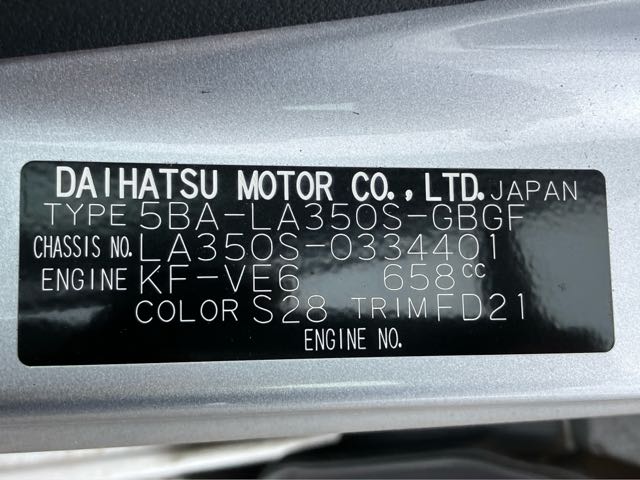 DAIHATSU MOTOR CO., LTD. JAPAN
TYPE 5BA-LA350S-GBGF
CHASSIS NO. LA350S-0334401
ENGINE KF-VE6 658cc
COLOR S28 TRIM FD21
ENGINE NO.